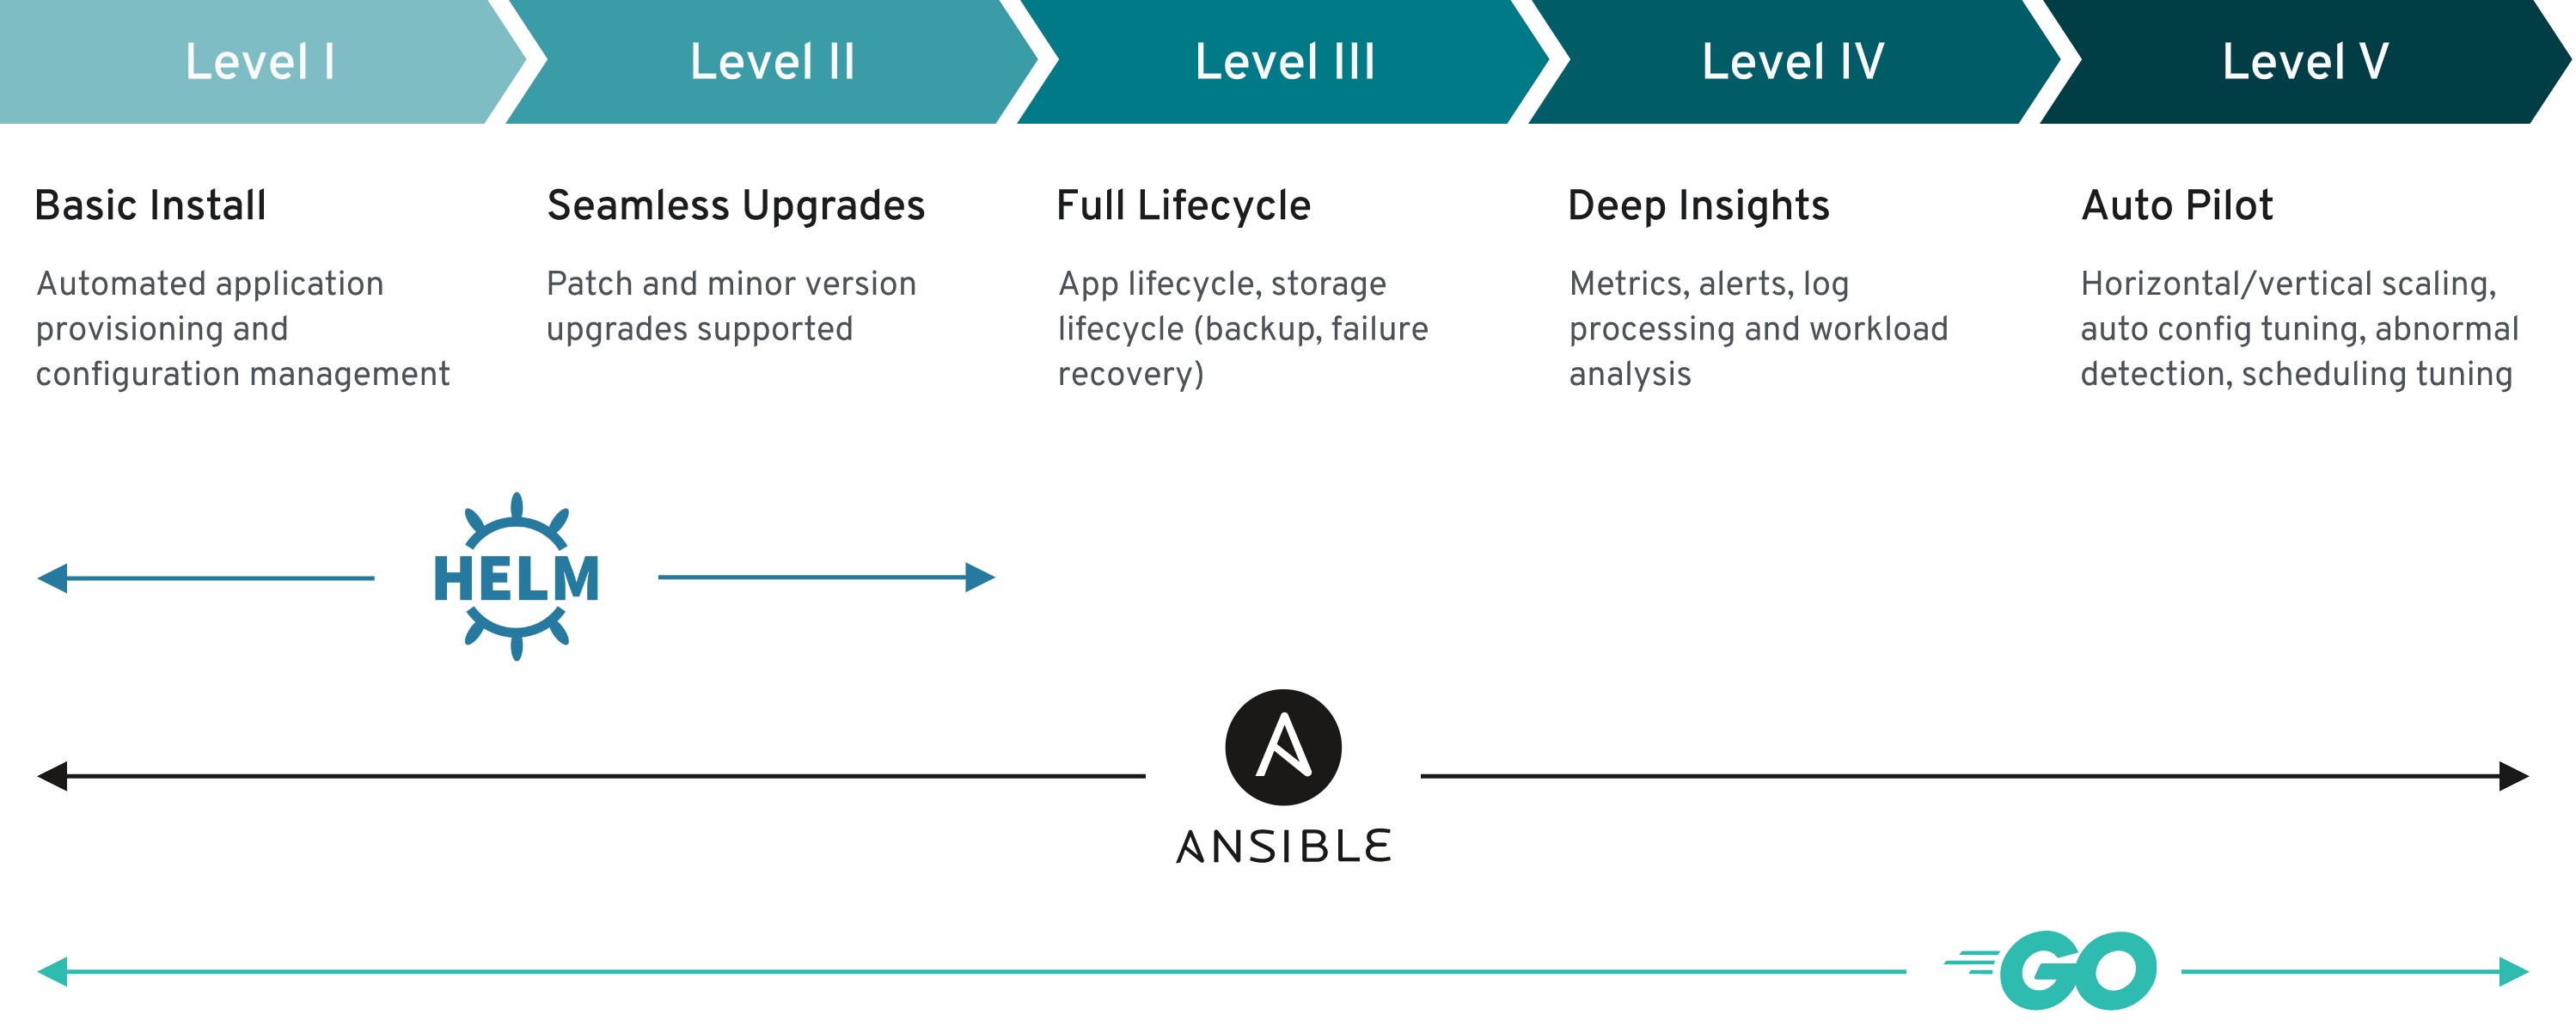 Level I
Level II
Level III
Level IV
Level V
Basic Install
Automated application
provisioning and
configuration management
Seamless Upgrades
Patch and minor version
upgrades supported
Full Lifecycle
App lifecycle, storage
lifecycle (backup, failure
recovery)
Deep Insights
Metrics, alerts, log
processing and workload
analysis
Auto Pilot
Horizontal/vertical scaling,
auto config tuning, abnormal
detection, scheduling tuning
HELM
A
ANSIBLE
GO